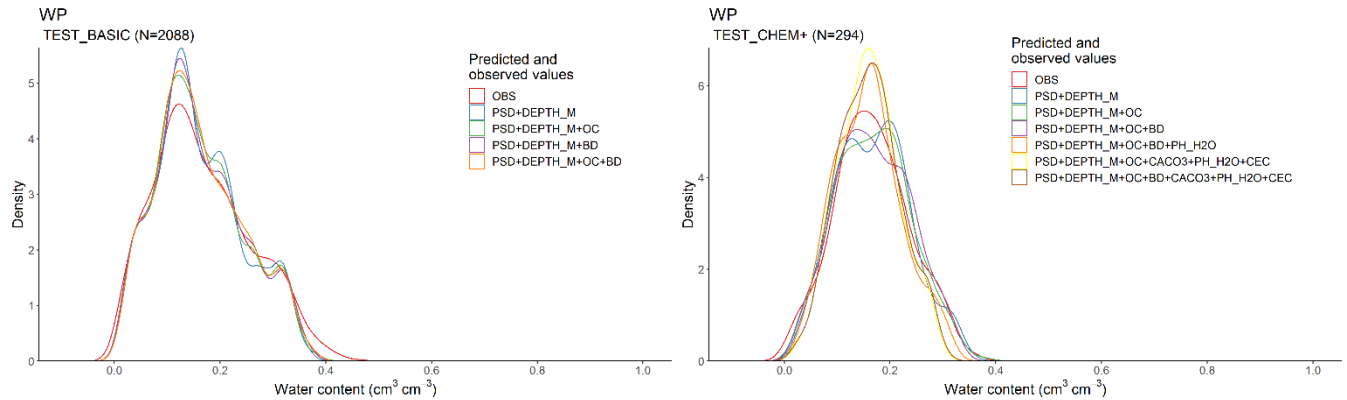 WP
TEST_BASIC (N=2088)
Predicted and
observed values
OBS
PSD+DEPTH_M
PSD+DEPTH_M+OC
PSD+DEPTH_M+BD
PSD+DEPTH_M+OC+BD
5
4
3
2
1
0
Density
0.0 0.2 0.4 0.6 0.8 1.0
Water content (cm³ cm⁻³)
WP
TEST_CHEM+ (N=294)
Predicted and
observed values
OBS
PSD+DEPTH_M
PSD+DEPTH_M+OC
PSD+DEPTH_M+OC+BD
PSD+DEPTH_M+OC+BD+PH_H2O
PSD+DEPTH_M+OC+CACO3+PH_H2O+CEC
PSD+DEPTH_M+OC+BD+CACO3+PH_H2O+CEC
6
4
2
0
Density
0.0 0.2 0.4 0.6 0.8 1.0
Water content (cm³ cm⁻³)